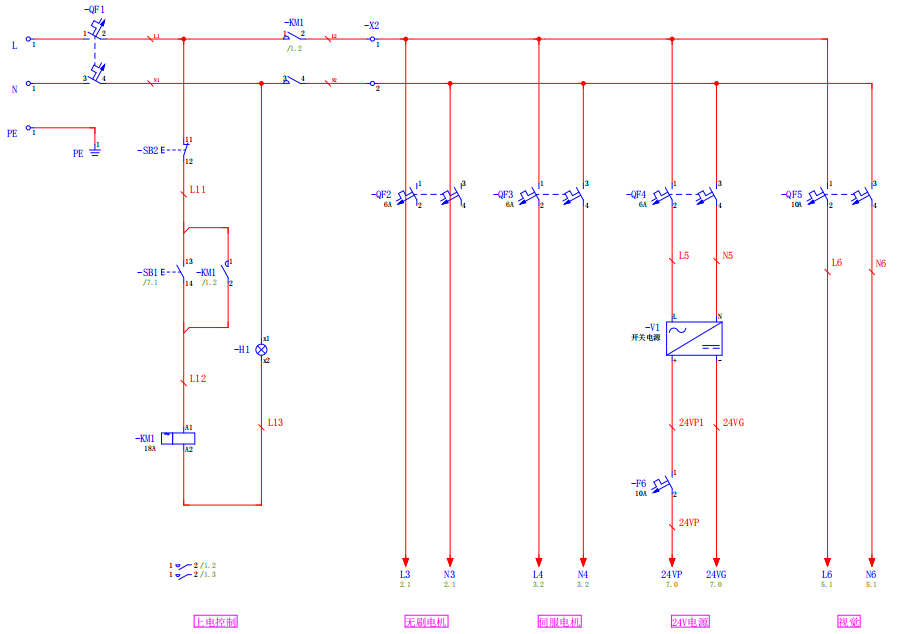 -QF1
-KM1
-X2
L 1
1 2
L1
1 2
L2
1
/1.2
N 1
3 4
N1
3 4
N2
2
PE 1
PE 1
-SB2 11
12
L11
-QF2 6A 1 2 3 4
-QF3 6A 1 2 3 4
-QF4 6A 1 2 3 4
-QF5 10A 1 2 3 4
-SB1 /7.1 13 14
-KM1 /1.2 1 2
L5
N5
L6
N6
-V1
开关电源
L
N
+
-
-H1 x1
x2
L12
L13
24VP1
24VG
-KM1 18A A1 A2
-F6 10A 1 2
24VP
1 2 /1.2
1 2 /1.3
L3 N3 L4 N4 24VP 24VG L6 N6
2.1 2.1 3.2 3.2 7.0 7.0 5.1 5.1
上电控制 无刷电机 伺服电机 24V电源 视觉